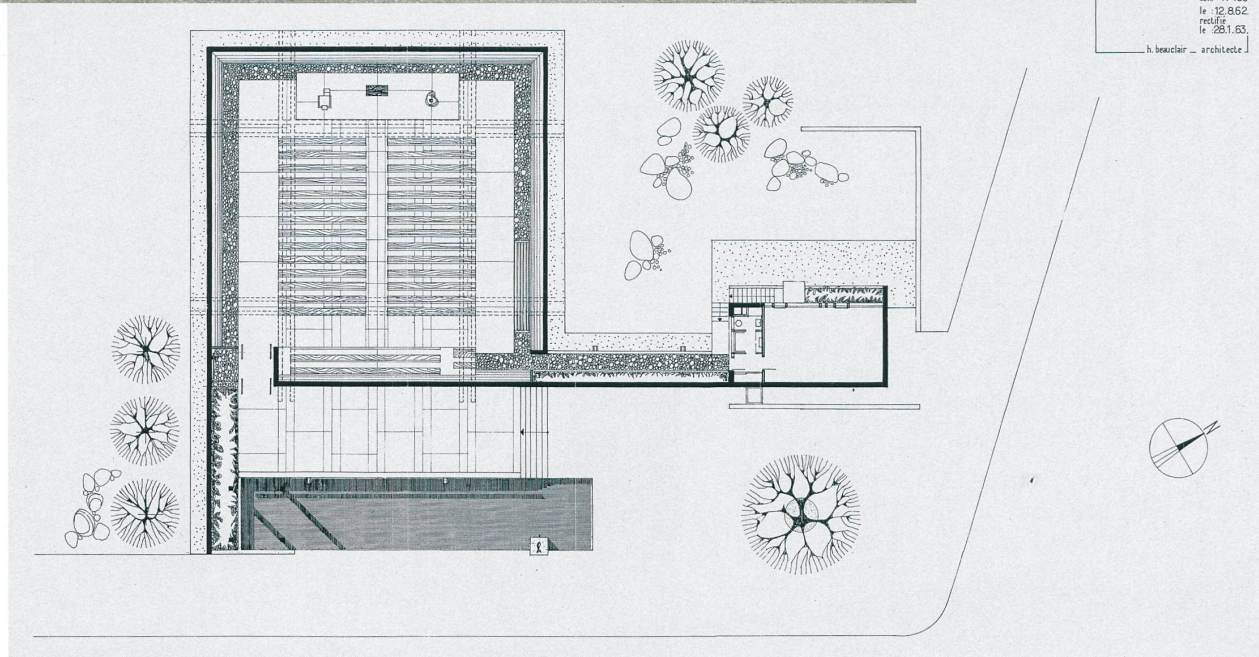 le : 12.8.62.
rectifié
le : 28.1.63.
h. beauclair _ architecte
N